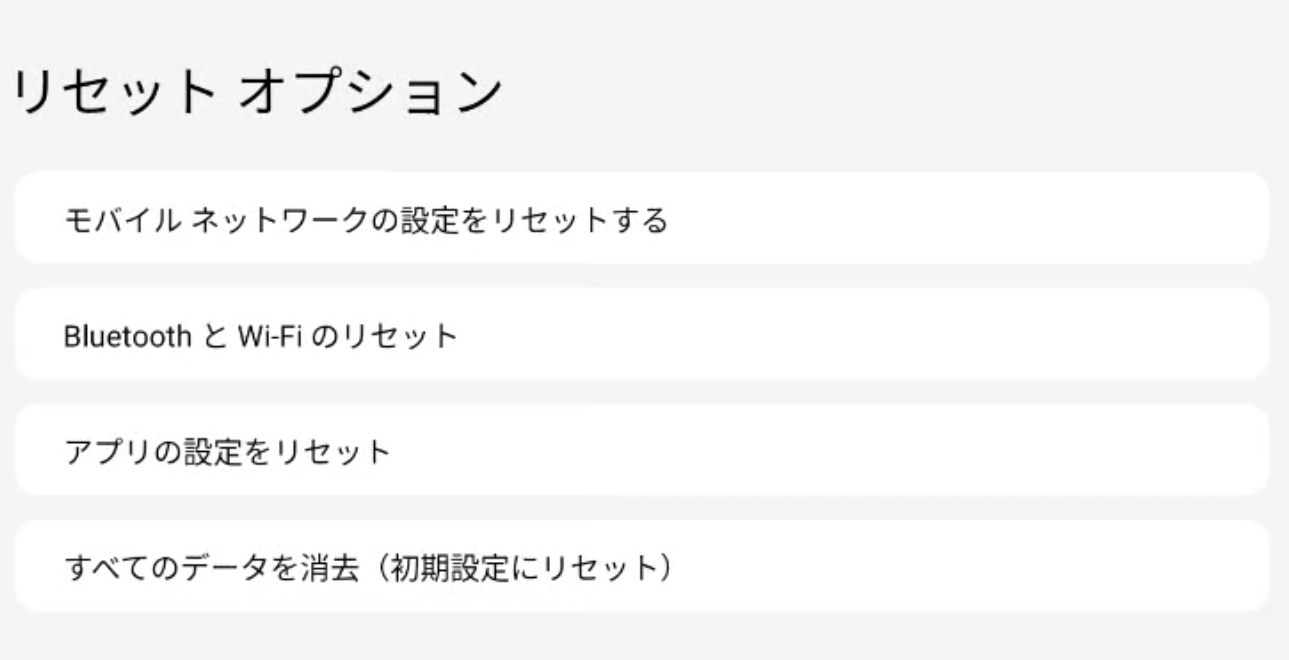 リセット オプション
モバイル ネットワークの設定をリセットする
Bluetooth と Wi-Fi のリセット
アプリの設定をリセット
すべてのデータを消去（初期設定にリセット）